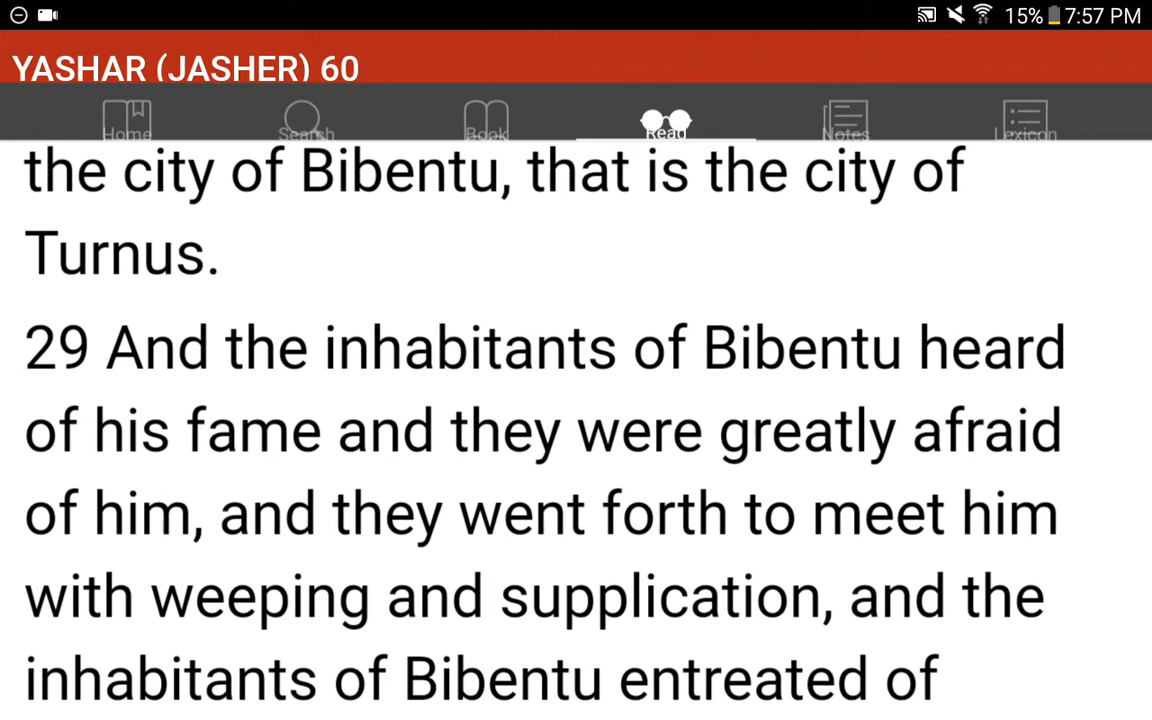 15% 7:57 PM
YASHAR (JASHER) 60
Home Search Book Read Notes Lexicon
the city of Bibentu, that is the city of
Turnus.
29 And the inhabitants of Bibentu heard
of his fame and they were greatly afraid
of him, and they went forth to meet him
with weeping and supplication, and the
inhabitants of Bibentu entreated of